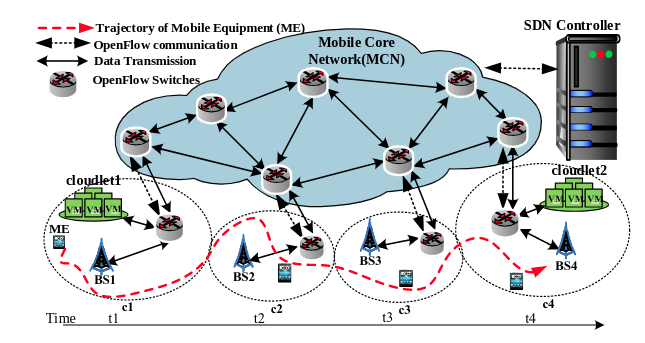 Trajectory of Mobile Equipment (ME)
OpenFlow communication
Data Transmission
OpenFlow Switches
Mobile Core
Network(MCN)
SDN Controller
cloudlet1
VM VM VM
ME
BS1
c1
BS2
c2
BS3
c3
cloudlet2
VM VM VM
BS4
c4
Time t1 t2 t3 t4